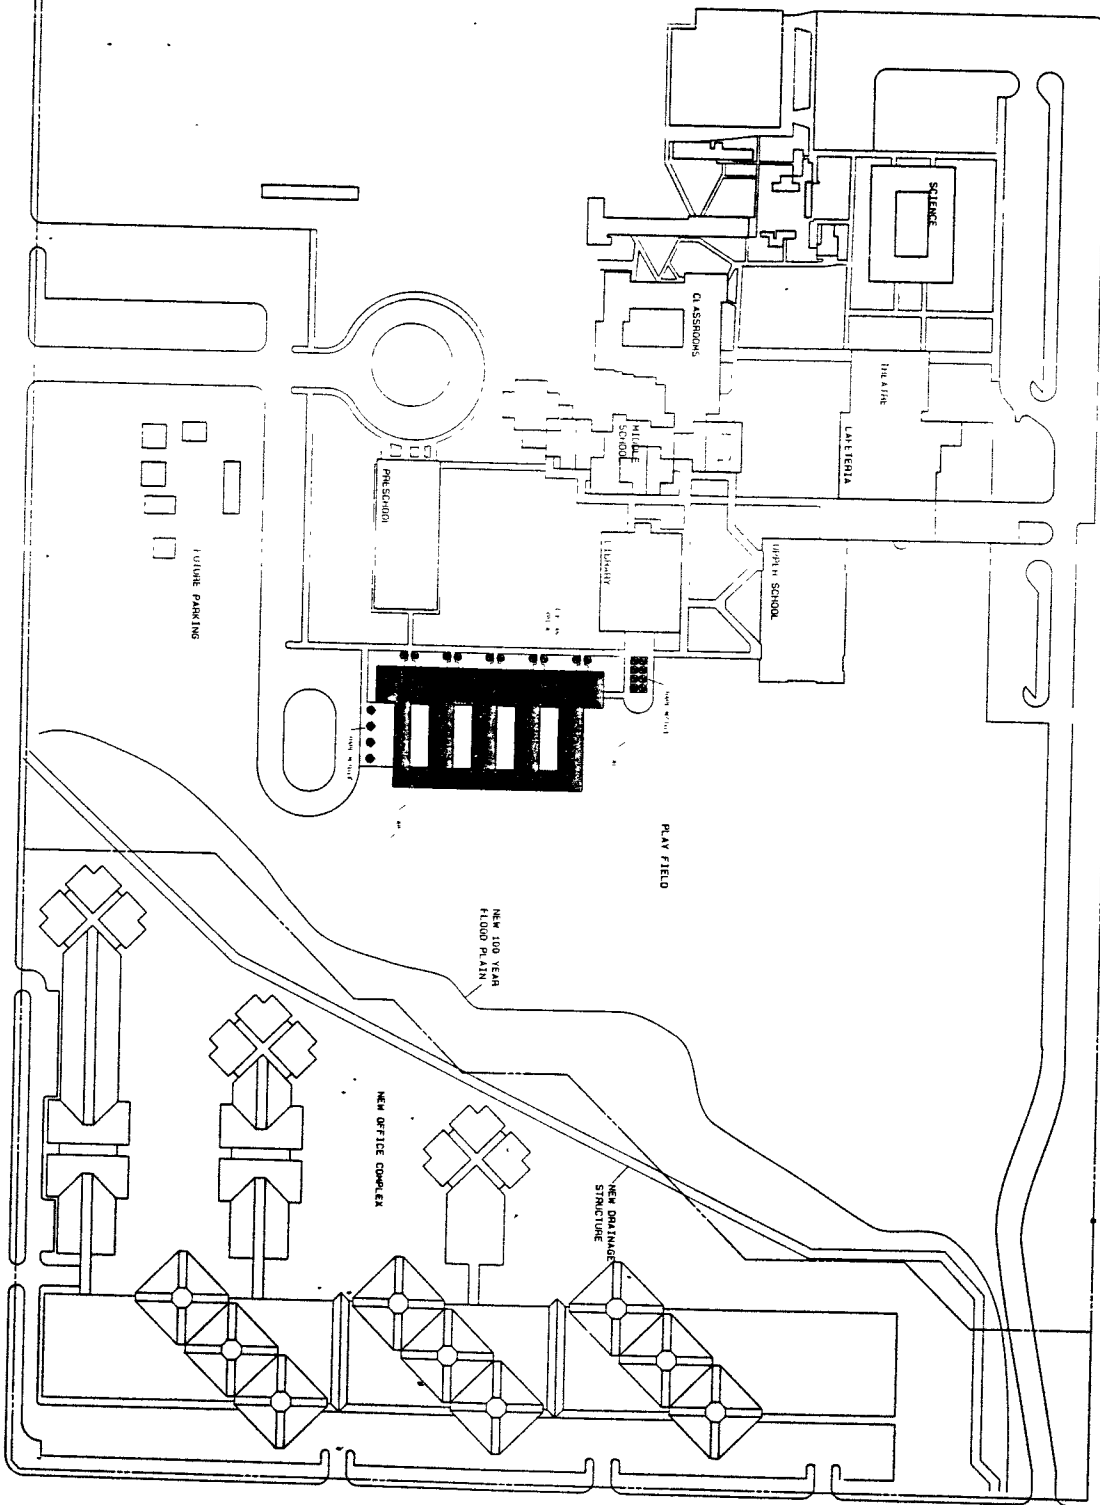 SCIENCE
CLASSROOMS
THEATRE
CAFETERIA
MIDDLE
SCHOOL
PRESCHOOL
LIBRARY
UPPER SCHOOL
FUTURE PARKING
PLAY FIELD
NEW 100 YEAR
FLOOD PLAIN
NEW OFFICE COMPLEX
NEW DRAINAGE
STRUCTURE